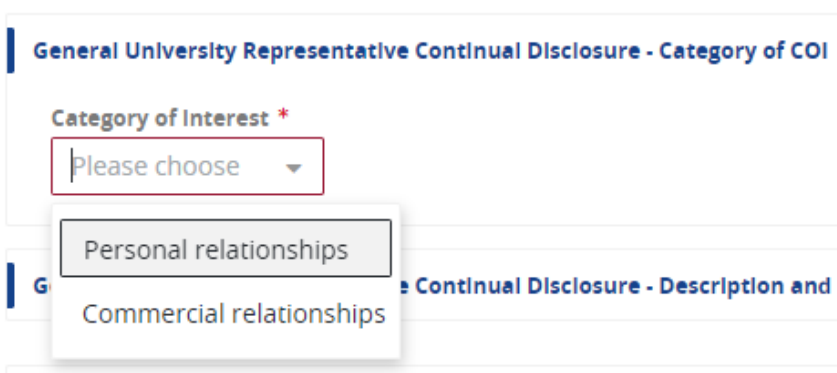 General University Representative Continual Disclosure - Category of COI
Category of Interest *
Please choose
Personal relationships
G Continual Disclosure - Description and
Commercial relationships